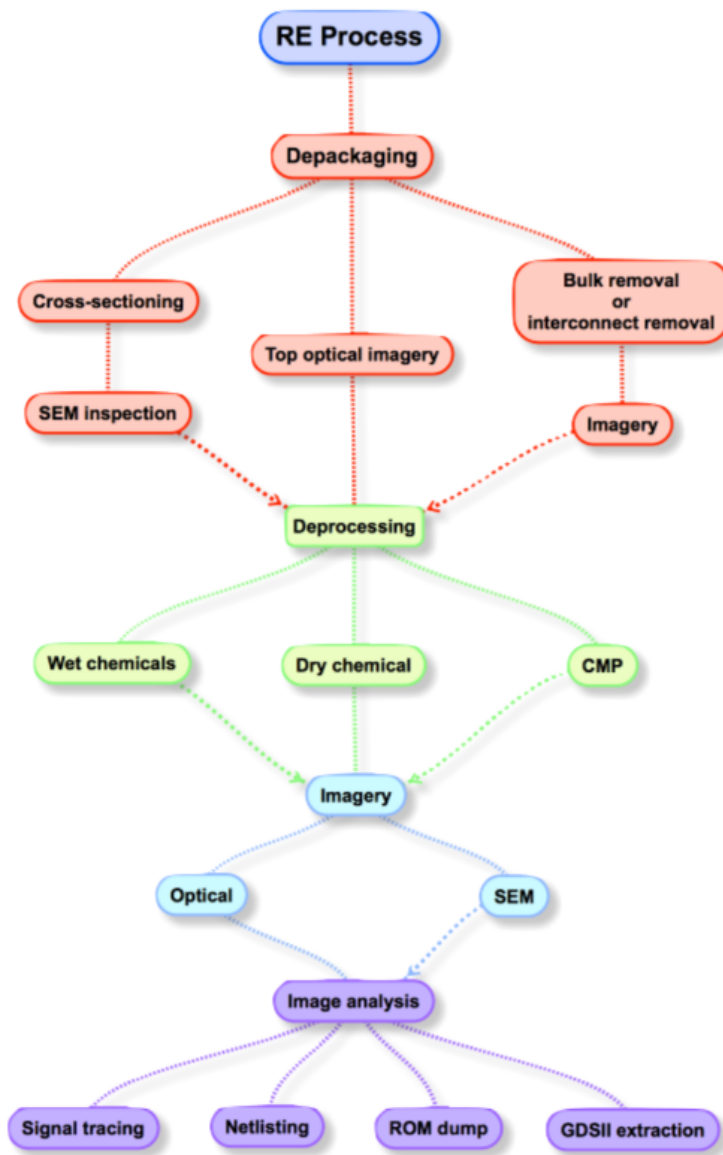 RE Process
Depackaging
Cross-sectioning
Bulk removal
or
interconnect removal
Top optical imagery
SEM inspection
Imagery
Deprocessing
Wet chemicals
Dry chemical
CMP
Imagery
Optical
SEM
Image analysis
Signal tracing
Netlisting
ROM dump
GDSII extraction